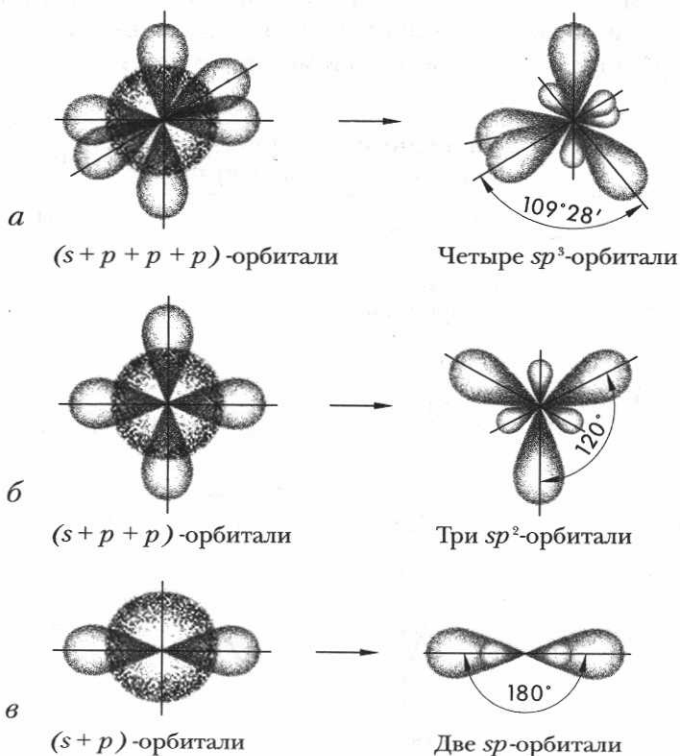 109°28′
а
(s + p + p + p)-орбитали
Четыре sp³-орбитали
120°
б
(s + p + p)-орбитали
Три sp²-орбитали
180°
в
(s + p)-орбитали
Две sp-орбитали